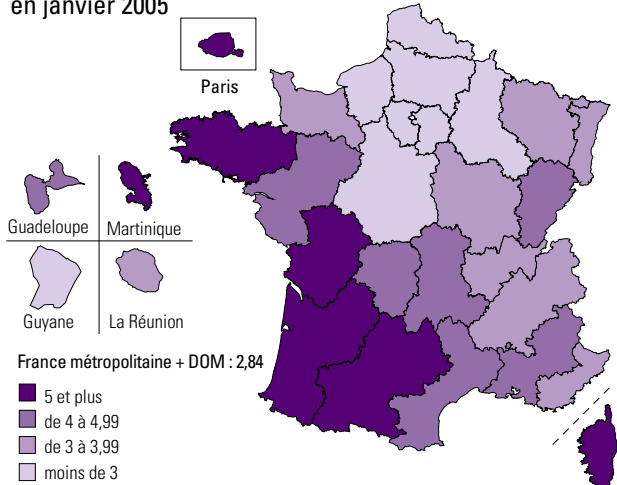 en janvier 2005
Paris
Guadeloupe
Martinique
Guyane
La Réunion
France métropolitaine + DOM : 2,84
5 et plus
de 4 à 4,99
de 3 à 3,99
moins de 3